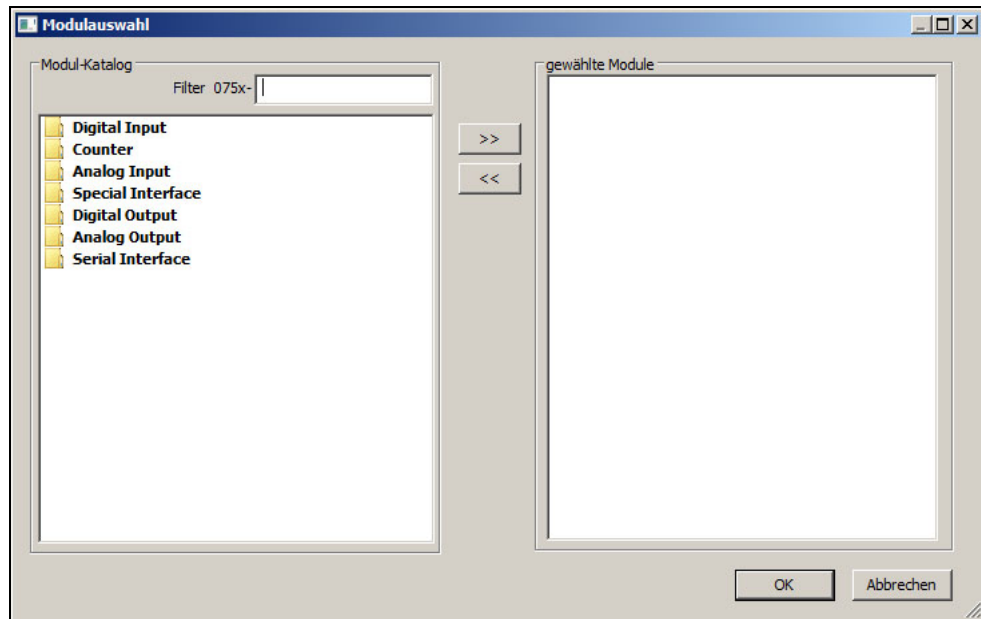 Modulauswahl
Modul-Katalog
Filter 075x-
Digital Input
Counter
Analog Input
Special Interface
Digital Output
Analog Output
Serial Interface
>>
<<
gewählte Module
OK
Abbrechen